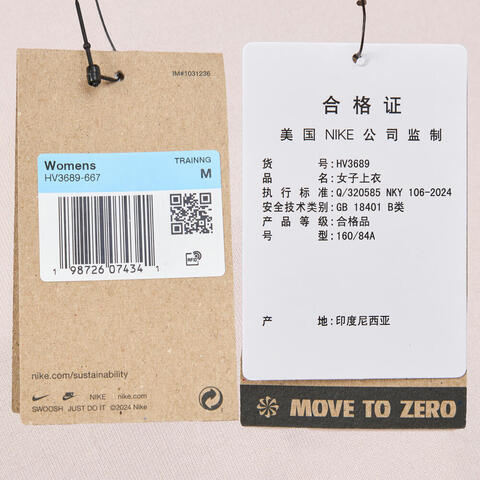 IM#1031236
Womens
HV3689-667
TRAINNG
M
1 98726 07434 1
RFID
nike.com/sustainability
NIKE nike.com
SWOOSH JUST DO IT ©2024 Nike
合格证
美国 NIKE 公司监制
货号:HV3689
品名:女子上衣
执行标准:Q/320585 NKY 106-2024
安全技术类别:GB 18401 B类
产品等级:合格品
号型:160/84A
产地:印度尼西亚
MOVE TO ZERO